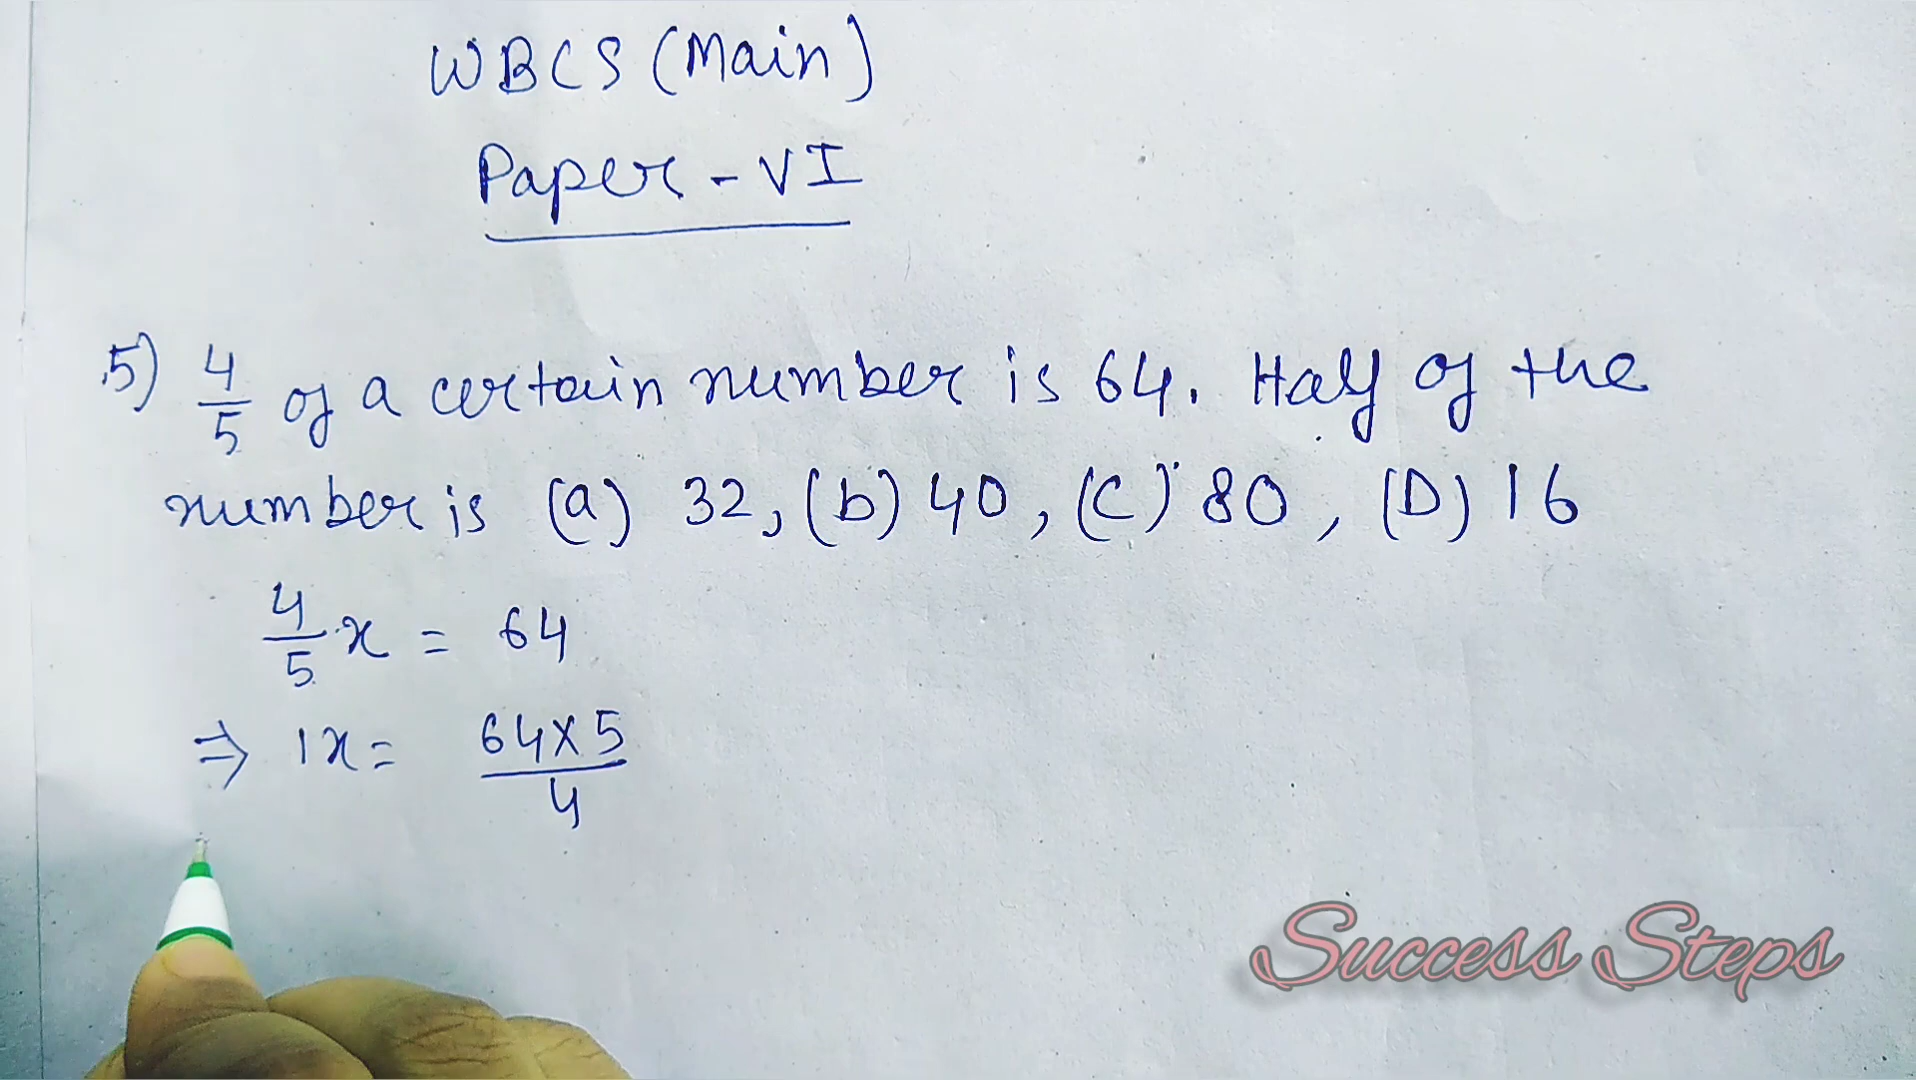 WBCS (Main)
Paper - VI
5) 4/5 of a certain number is 64. Half of the
number is (a) 32, (b) 40, (C) 80, (D) 16
4/5 x = 64
⇒ 1x = 64×5/4
Success Steps